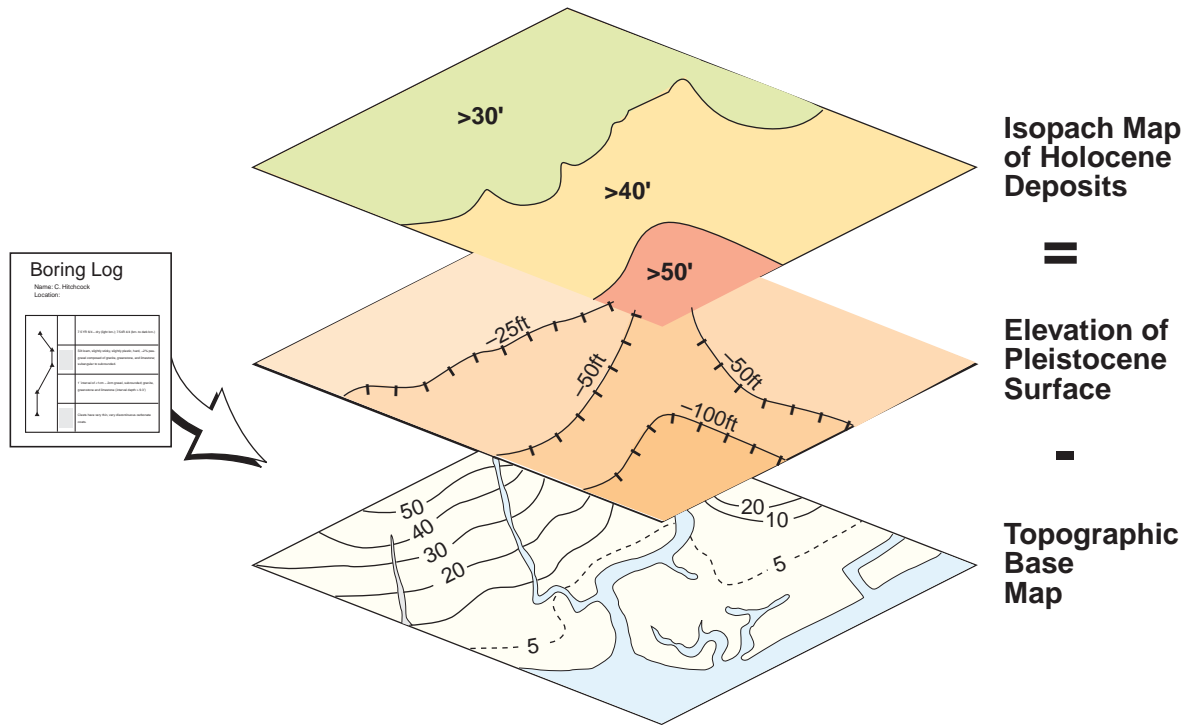 >30'
>40'
>50'
Isopach Map
of Holocene
Deposits
=
Boring Log
Name: C. Hitchcock
Location:
–25ft
–50ft
–50ft
–100ft
Elevation of
Pleistocene
Surface
-
50
40
30
20
5
20
10
5
Topographic
Base
Map